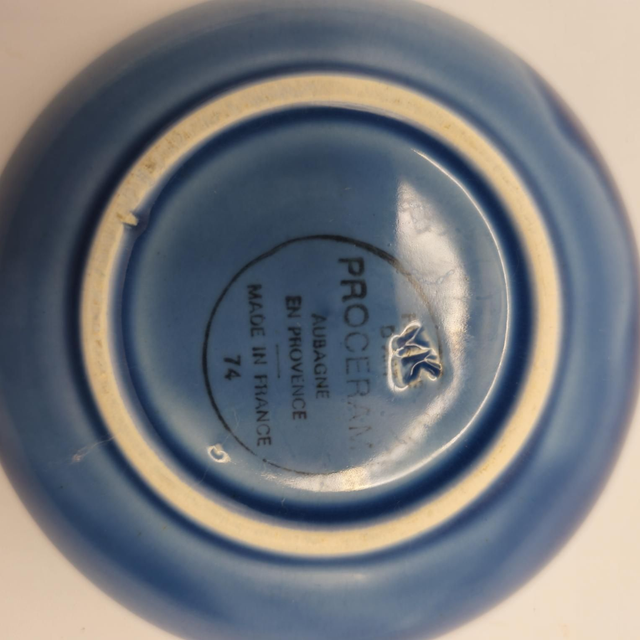 PROCERAM
AUBAGNE
EN PROVENCE
MADE IN FRANCE
74